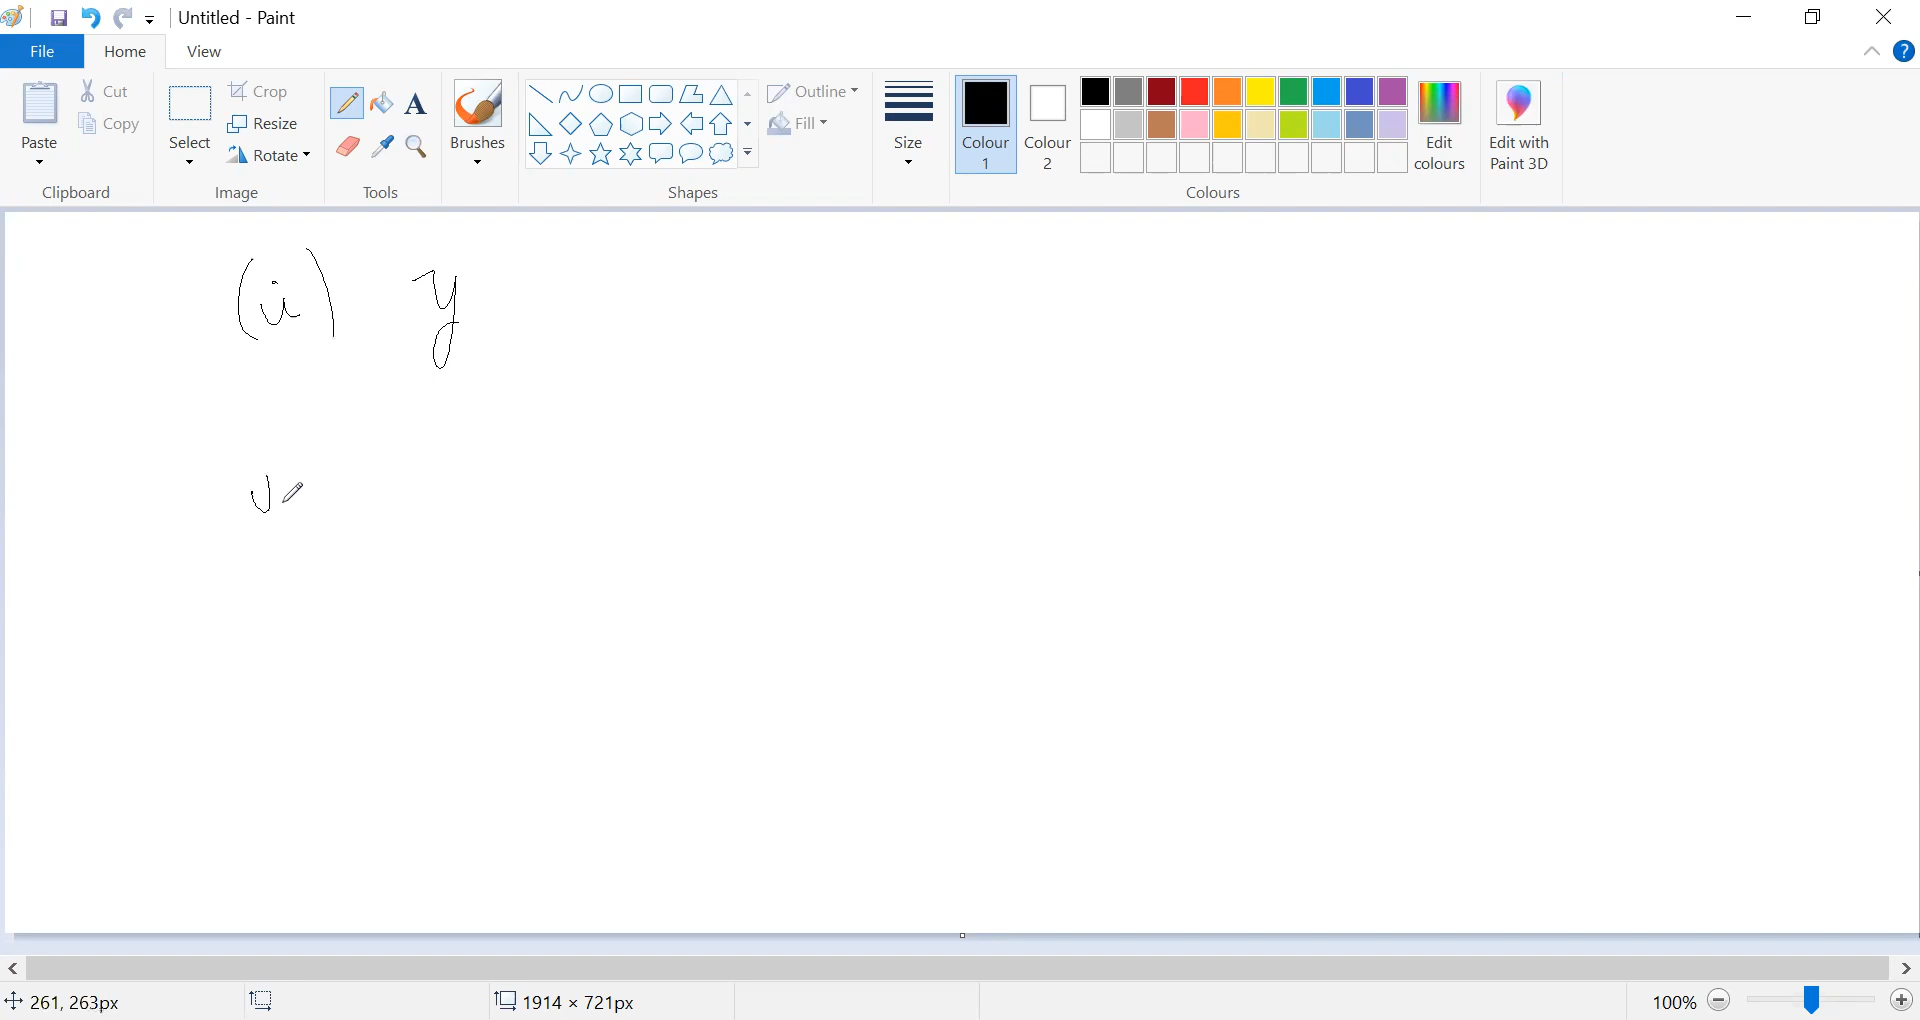 Untitled - Paint
File Home View
Paste Cut Copy Clipboard
Select Crop Resize Rotate Image
Tools
Brushes
Shapes
Outline Fill
Size
Colour 1
Colour 2
Colours
Edit colours
Edit with Paint 3D
(ii) y
261, 263px
1914 × 721px
100%